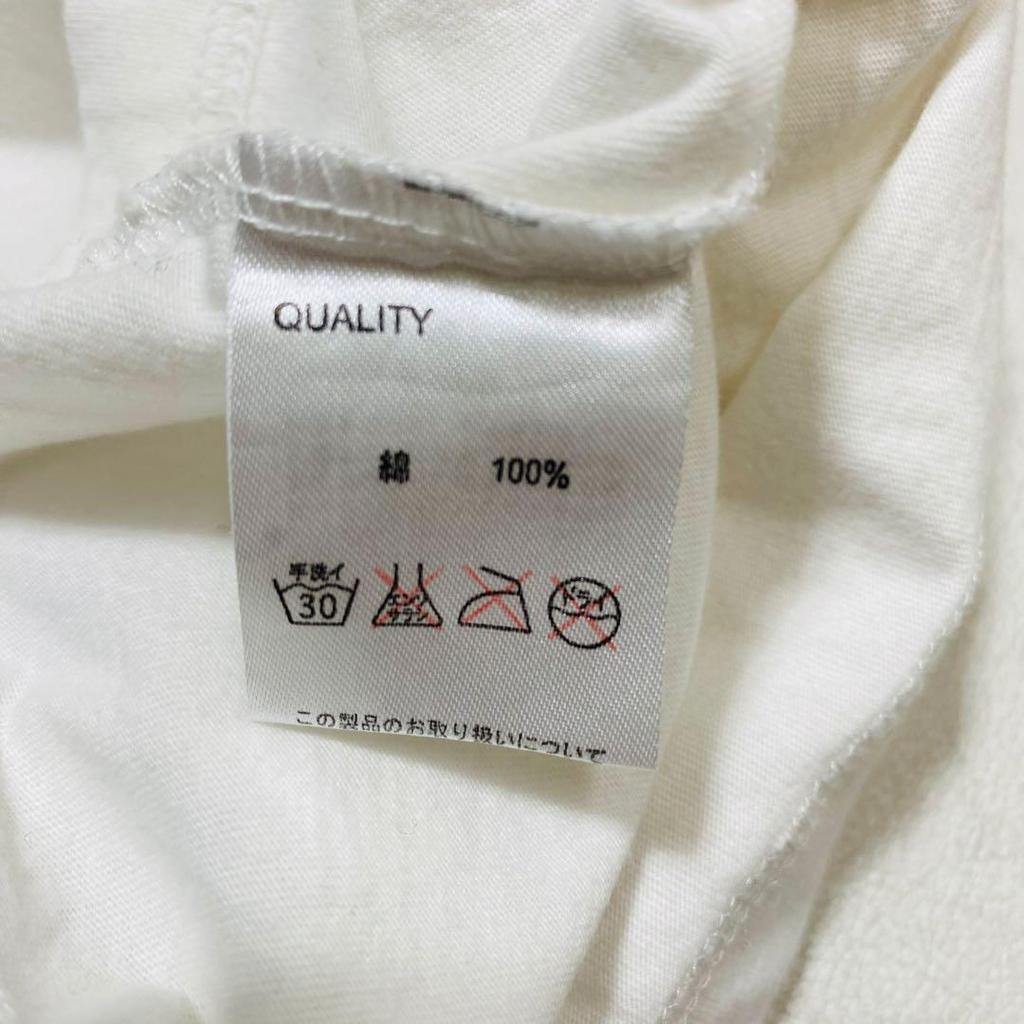 QUALITY
綿 100%
手洗イ
30
エンソ
サラシ
ドライ
この製品のお取り扱いについて